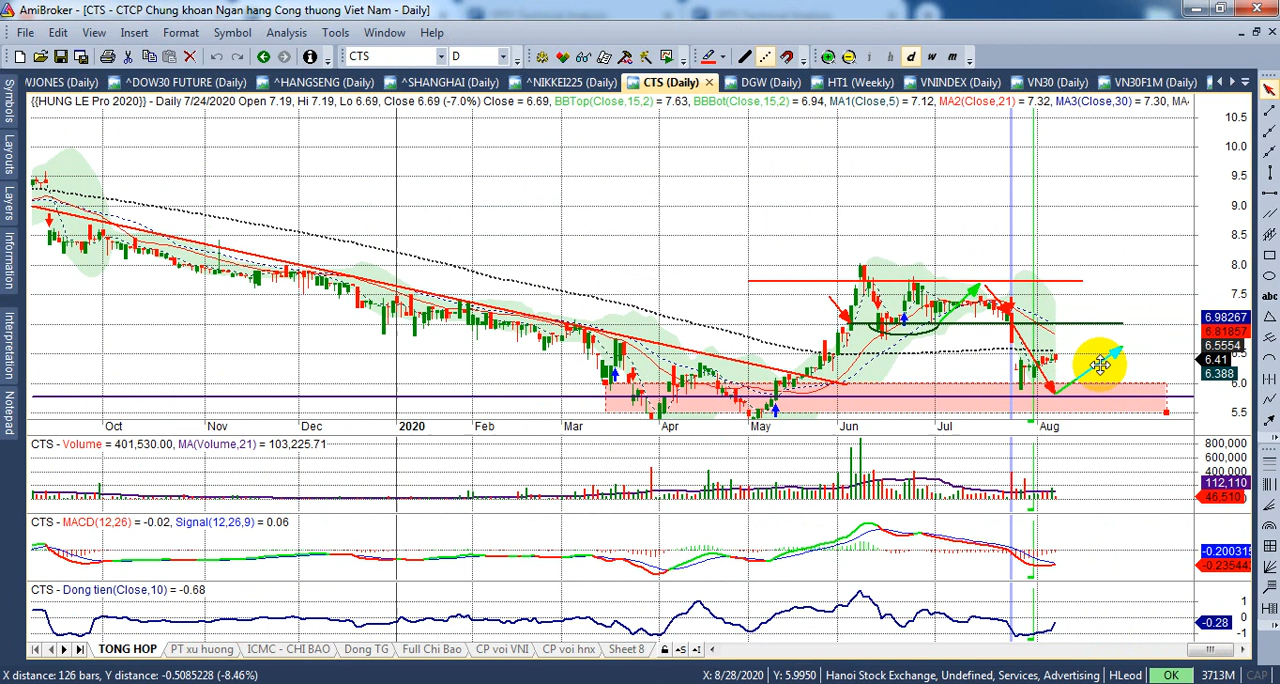 AmiBroker - [CTS - CTCP Chung khoan Ngan hang Cong thuong Viet Nam - Daily]
File Edit View Insert Format Symbol Analysis Tools Window Help
CTS D i h d w m
VJONES (Daily) ^DOW30 FUTURE (Daily) ^HANGSENG (Daily) ^SHANGHAI (Daily) ^NIKKEI225 (Daily) CTS (Daily) DGW (Daily) HT1 (Weekly) VNINDEX (Daily) VN30 (Daily) VN30F1M (Daily)
{{HUNG LE Pro 2020}} - Daily 7/24/2020 Open 7.19, Hi 7.19, Lo 6.69, Close 6.69 (-7.0%) Close = 6.69, BBTop(Close,15,2) = 7.63, BBBot(Close,15,2) = 6.94, MA1(Close,5) = 7.12, MA2(Close,21) = 7.32, MA3(Close,30) = 7.30, MA
Symbols
Layouts
Layers
Information
Interpretation
Notepad
abc
10.5
10.0
9.5
9.0
8.5
8.0
7.5
6.98267
6.81857
6.5554
6.41
6.388
6.0
5.5
Oct Nov Dec 2020 Feb Mar Apr May Jun Jul Aug
CTS - Volume = 401,530.00, MA(Volume,21) = 103,225.71
800,000
600,000
400,000
112,110
46,510
CTS - MACD(12,26) = -0.02, Signal(12,26,9) = 0.06
-0.200315
-0.23544
CTS - Dong tien(Close,10) = -0.68
1
-0.28
-1
TONG HOP PT xu huong ICMC - CHI BAO Dong TG Full Chi Bao CP voi VNI CP voi hnx Sheet 8
X distance: 126 bars, Y distance: -0.5085228 (-8.46%) X: 8/28/2020 Y: 5.9950 Hanoi Stock Exchange, Undefined, Services, Advertising HLeod OK 3713M CAP